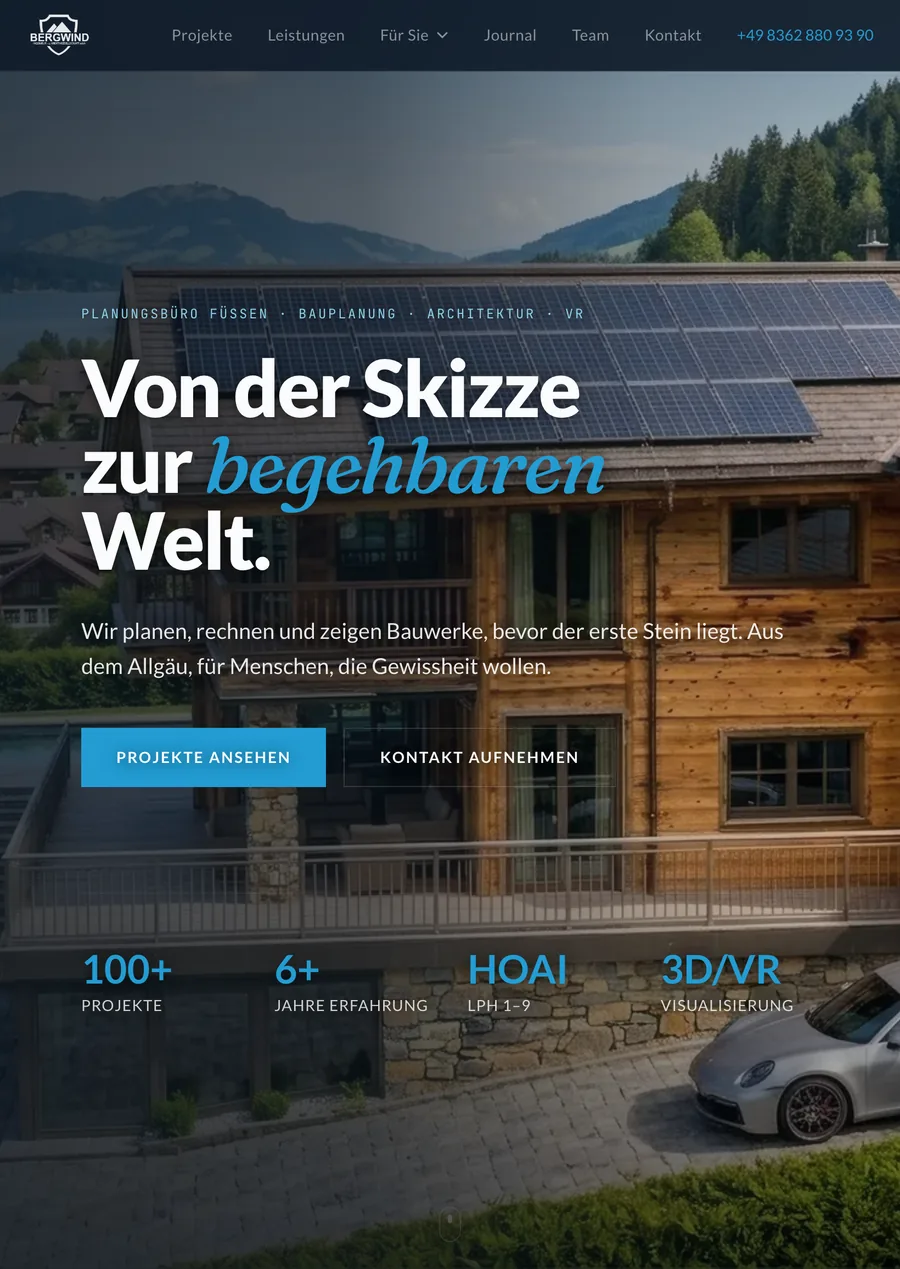 BERGWIND
Projekte
Leistungen
Für Sie
Journal
Team
Kontakt
+49 8362 880 93 90
PLANUNGSBÜRO FÜSSEN · BAUPLANUNG · ARCHITEKTUR · VR
Von der Skizze
zur begehbaren
Welt.
Wir planen, rechnen und zeigen Bauwerke, bevor der erste Stein liegt. Aus
dem Allgäu, für Menschen, die Gewissheit wollen.
PROJEKTE ANSEHEN
KONTAKT AUFNEHMEN
100+
PROJEKTE
6+
JAHRE ERFAHRUNG
HOAI
LPH 1–9
3D/VR
VISUALISIERUNG